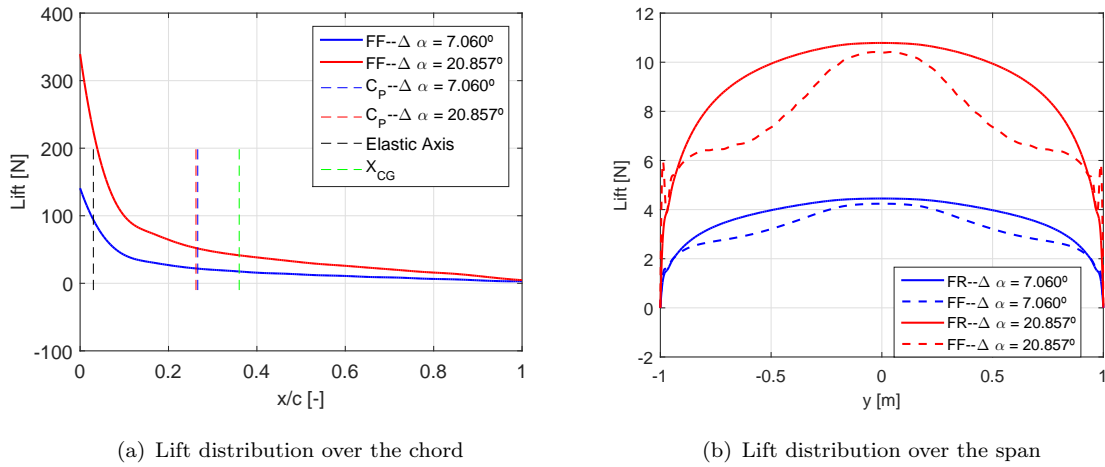 400
300
200
100
0
-100
Lift [N]
0
0.2
0.4
0.6
0.8
1
x/c [-]
FF--Δ α = 7.060º
FF--Δ α = 20.857º
C_P--Δ α = 7.060º
C_P--Δ α = 20.857º
Elastic Axis
X_CG
(a) Lift distribution over the chord
12
10
8
6
4
2
0
-2
Lift [N]
-1
-0.5
0
0.5
1
y [m]
FR--Δ α = 7.060º
FF--Δ α = 7.060º
FR--Δ α = 20.857º
FF--Δ α = 20.857º
(b) Lift distribution over the span